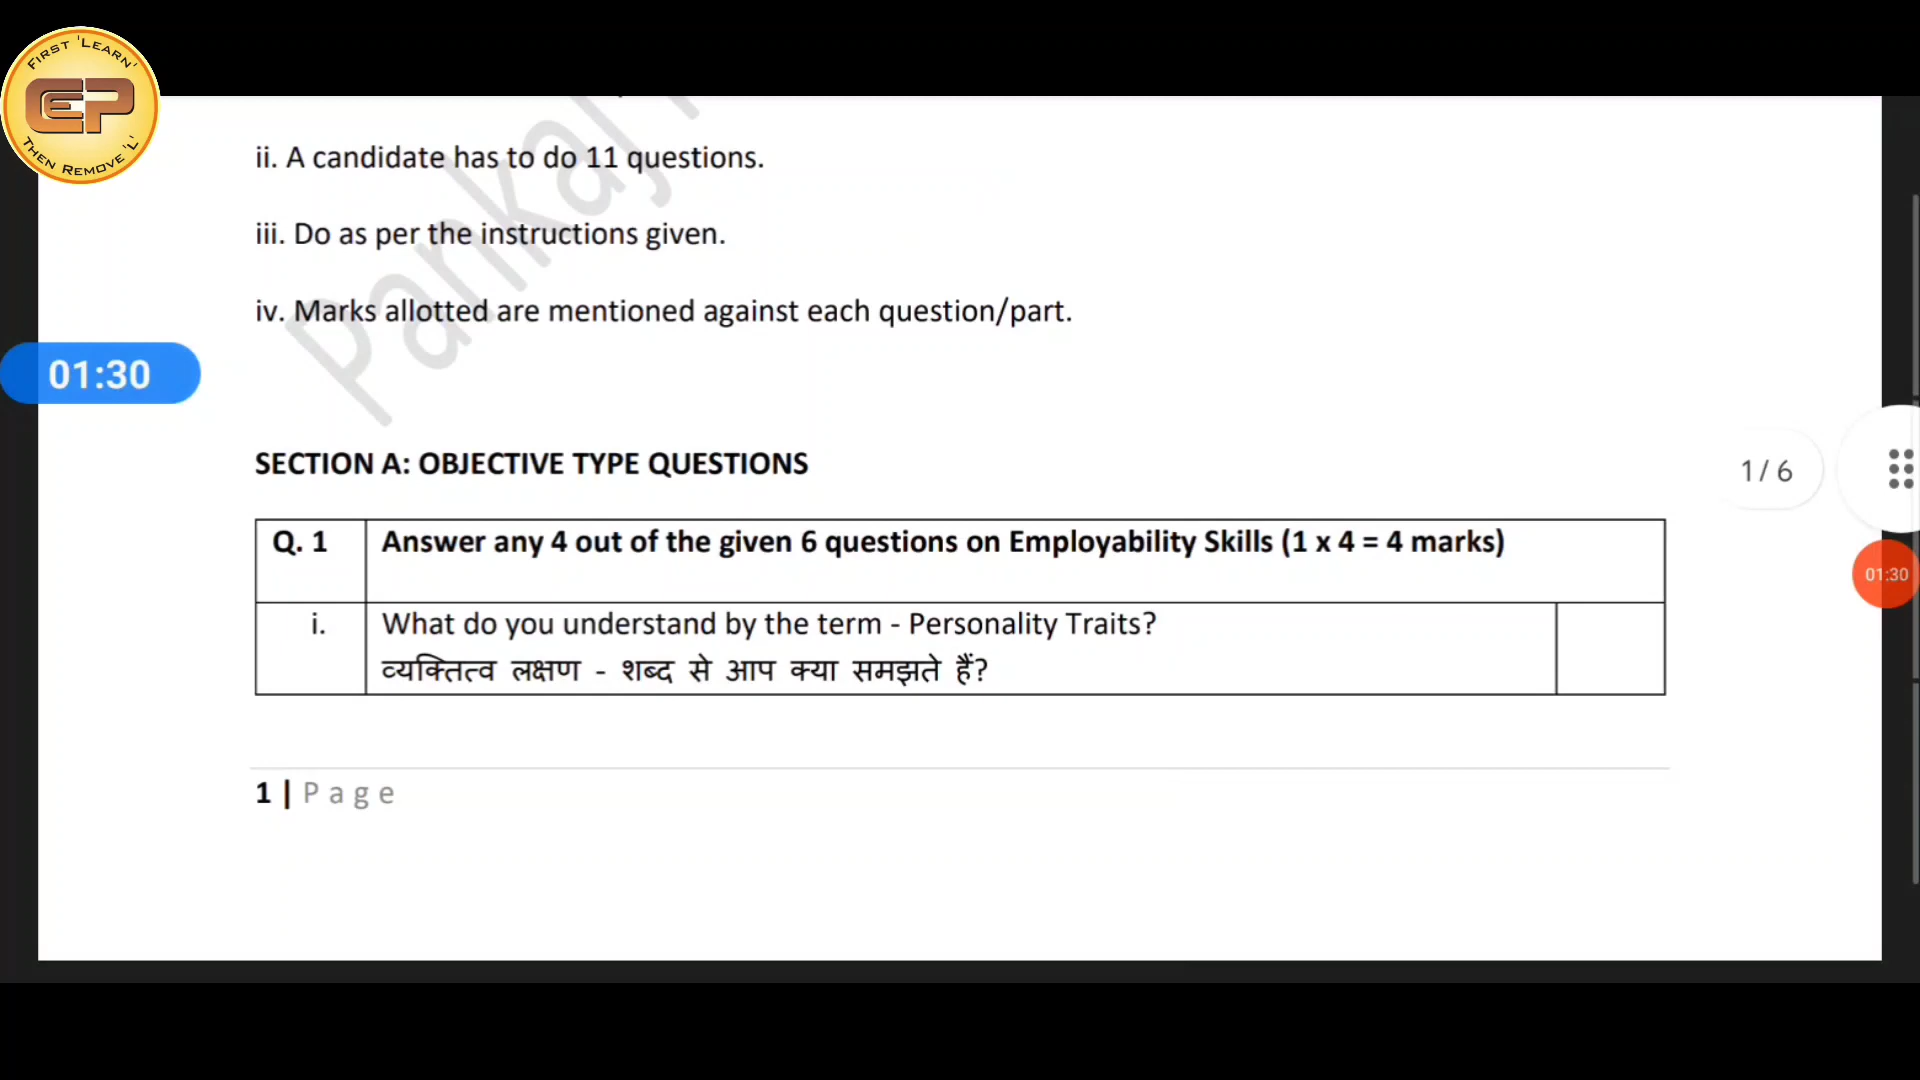 FIRST 'LEARN'
EP
THEN REMOVE 'L'
ii. A candidate has to do 11 questions.
iii. Do as per the instructions given.
iv. Marks allotted are mentioned against each question/part.
01:30
SECTION A: OBJECTIVE TYPE QUESTIONS
1 / 6
Q. 1 Answer any 4 out of the given 6 questions on Employability Skills (1 x 4 = 4 marks)
01:30
i. What do you understand by the term - Personality Traits?
व्यक्तित्व लक्षण - शब्द से आप क्या समझते हैं?
1 | Page
Pankaj